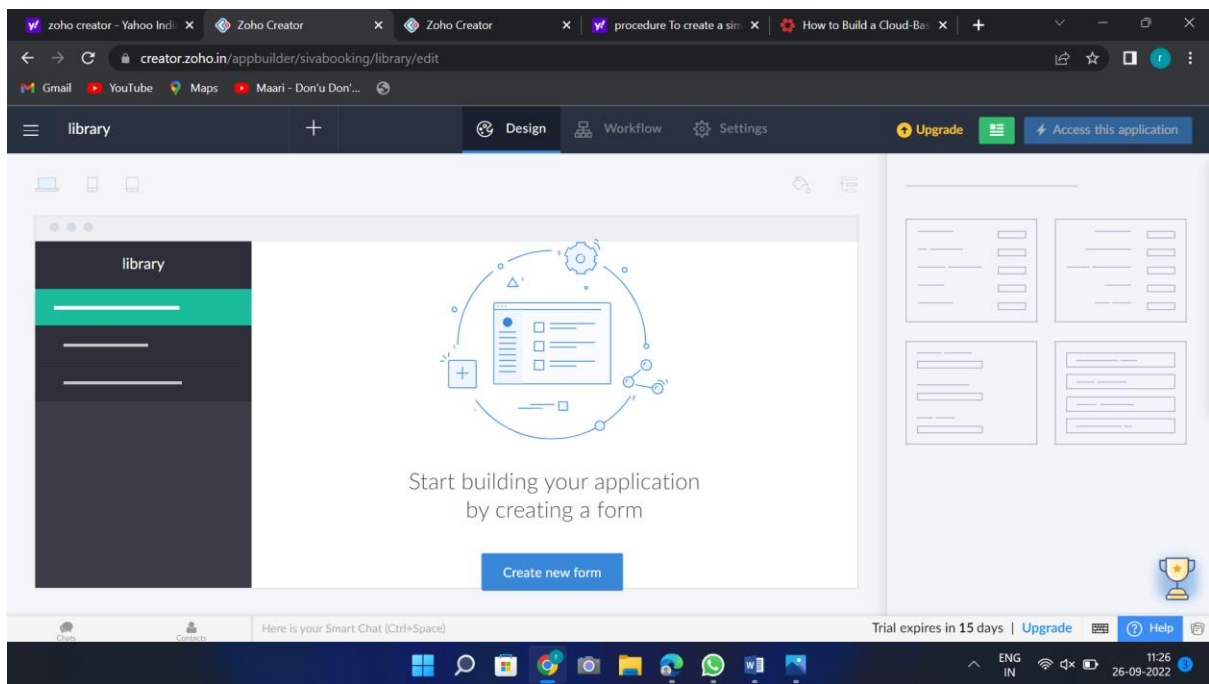 zoho creator - Yahoo Indi
Zoho Creator
Zoho Creator
procedure To create a sim
How to Build a Cloud-Bas
creator.zoho.in/appbuilder/sivabooking/library/edit
Gmail YouTube Maps Maari - Don'u Don'...
library
Design Workflow Settings
Upgrade
Access this application
library
Start building your application
by creating a form
Create new form
Chats Contacts
Here is your Smart Chat (Ctrl+Space)
Trial expires in 15 days | Upgrade
Help
ENG
IN
11:26
26-09-2022
3